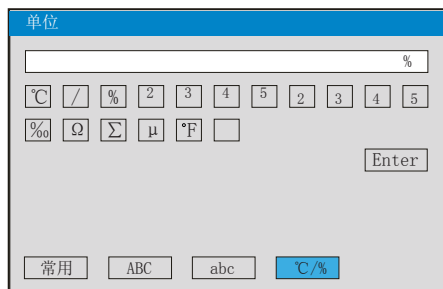 单位
%
℃ / % ² ³ ⁴ ⁵ ₂ ₃ ₄ ₅
‰ Ω ∑ μ ℉
Enter
常用 ABC abc ℃/%